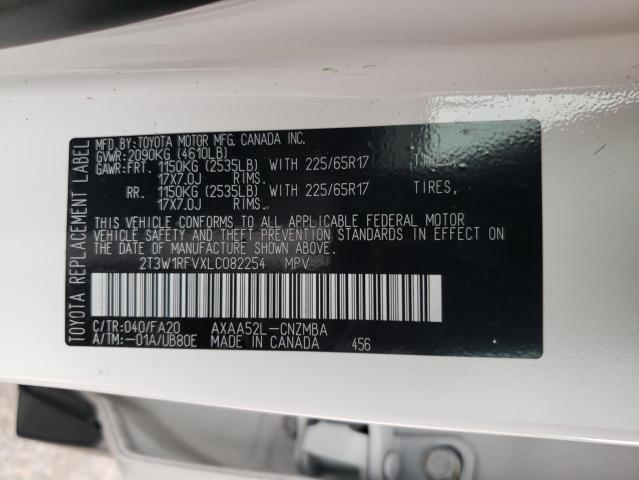 TOYOTA REPLACEMENT LABEL
MFD.BY:TOYOTA MOTOR MFG.CANADA INC.
GVWR:2090KG (4610LB)
GAWR:FRT. 1150KG (2535LB) WITH 225/65R17 TIRES,
17X7.0J RIMS.
RR. 1150KG (2535LB) WITH 225/65R17 TIRES,
17X7.0J RIMS.
THIS VEHICLE CONFORMS TO ALL APPLICABLE FEDERAL MOTOR
VEHICLE SAFETY AND THEFT PREVENTION STANDARDS IN EFFECT ON
THE DATE OF MANUFACTURE SHOWN ABOVE.
2T3W1RFVXLC082254 MPV
C/TR:040/FA20 AXAA52L-CNZMBA
A/TM:-01A/UB80E MADE IN CANADA 456